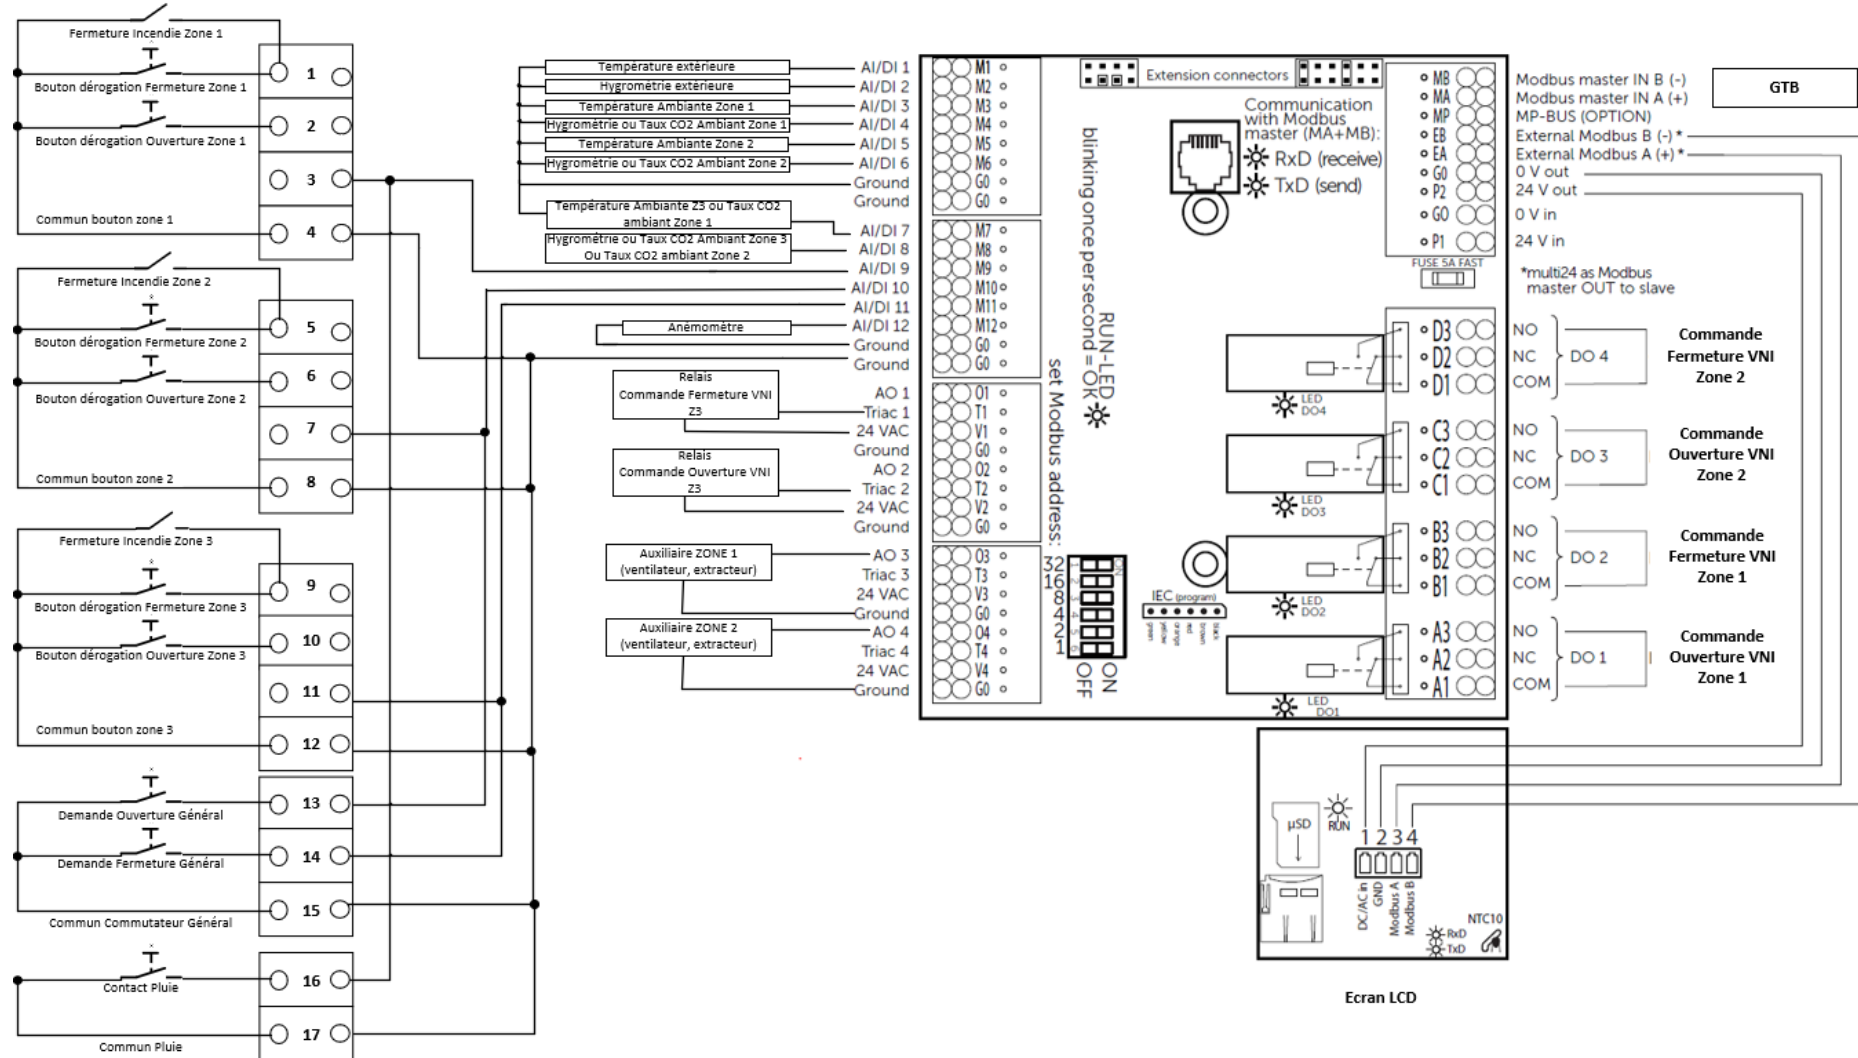 Fermeture Incendie Zone 1
Bouton dérogation Fermeture Zone 1
Bouton dérogation Ouverture Zone 1
Commun bouton zone 1
1
2
3
4
Fermeture Incendie Zone 2
Bouton dérogation Fermeture Zone 2
Bouton dérogation Ouverture Zone 2
Commun bouton zone 2
5
6
7
8
Fermeture Incendie Zone 3
Bouton dérogation Fermeture Zone 3
Bouton dérogation Ouverture Zone 3
Commun bouton zone 3
9
10
11
12
Demande Ouverture Général
Demande Fermeture Général
Commun Commutateur Général
13
14
15
Contact Pluie
Commun Pluie
16
17
Température extérieure
Hygrométrie extérieure
Température Ambiante Zone 1
Hygrométrie ou Taux CO2 Ambiant Zone 1
Température Ambiante Zone 2
Hygrométrie ou Taux CO2 Ambiant Zone 2
Température Ambiante Z3 ou Taux CO2
ambiant Zone 1
Hygrométrie ou Taux CO2 Ambiant Zone 3
Ou Taux CO2 ambiant Zone 2
Anémomètre
Relais
Commande Fermeture VNI
Z3
Relais
Commande Ouverture VNI
Z3
Auxiliaire ZONE 1
(ventilateur, extracteur)
Auxiliaire ZONE 2
(ventilateur, extracteur)
AI/DI 1 M1
AI/DI 2 M2
AI/DI 3 M3
AI/DI 4 M4
AI/DI 5 M5
AI/DI 6 M6
Ground G0
Ground G0
AI/DI 7 M7
AI/DI 8 M8
AI/DI 9 M9
AI/DI 10 M10
AI/DI 11 M11
AI/DI 12 M12
Ground G0
Ground G0
AO 1 O1
Triac 1 T1
24 VAC V1
Ground G0
AO 2 O2
Triac 2 T2
24 VAC V2
Ground G0
AO 3 O3
Triac 3 T3
24 VAC V3
Ground G0
AO 4 O4
Triac 4 T4
24 VAC V4
Ground G0
Extension connectors
Communication
with Modbus
master (MA+MB):
RxD (receive)
TxD (send)
RUN-LED
blinking once per second = OK
set Modbus address:
32
16
8
4
2
1
1
2
3
4
5
6
ON
OFF
ON
IEC (program)
green
yellow
orange
red
brown
black
MB Modbus master IN B (-)
MA Modbus master IN A (+)
MP MP-BUS (OPTION)
EB External Modbus B (-) *
EA External Modbus A (+) *
G0 0 V out
P2 24 V out
G0 0 V in
P1 24 V in
FUSE 5A FAST
*multi24 as Modbus
master OUT to slave
GTB
LED
DO4
D3 NO
D2 NC
D1 COM
DO 4
Commande
Fermeture VNI
Zone 2
LED
DO3
C3 NO
C2 NC
C1 COM
DO 3
Commande
Ouverture VNI
Zone 2
LED
DO2
B3 NO
B2 NC
B1 COM
DO 2
Commande
Fermeture VNI
Zone 1
LED
DO1
A3 NO
A2 NC
A1 COM
DO 1
Commande
Ouverture VNI
Zone 1
µSD
RUN
1 2 3 4
DC/AC in
GND
Modbus A
Modbus B
NTC10
RxD
TxD
Ecran LCD